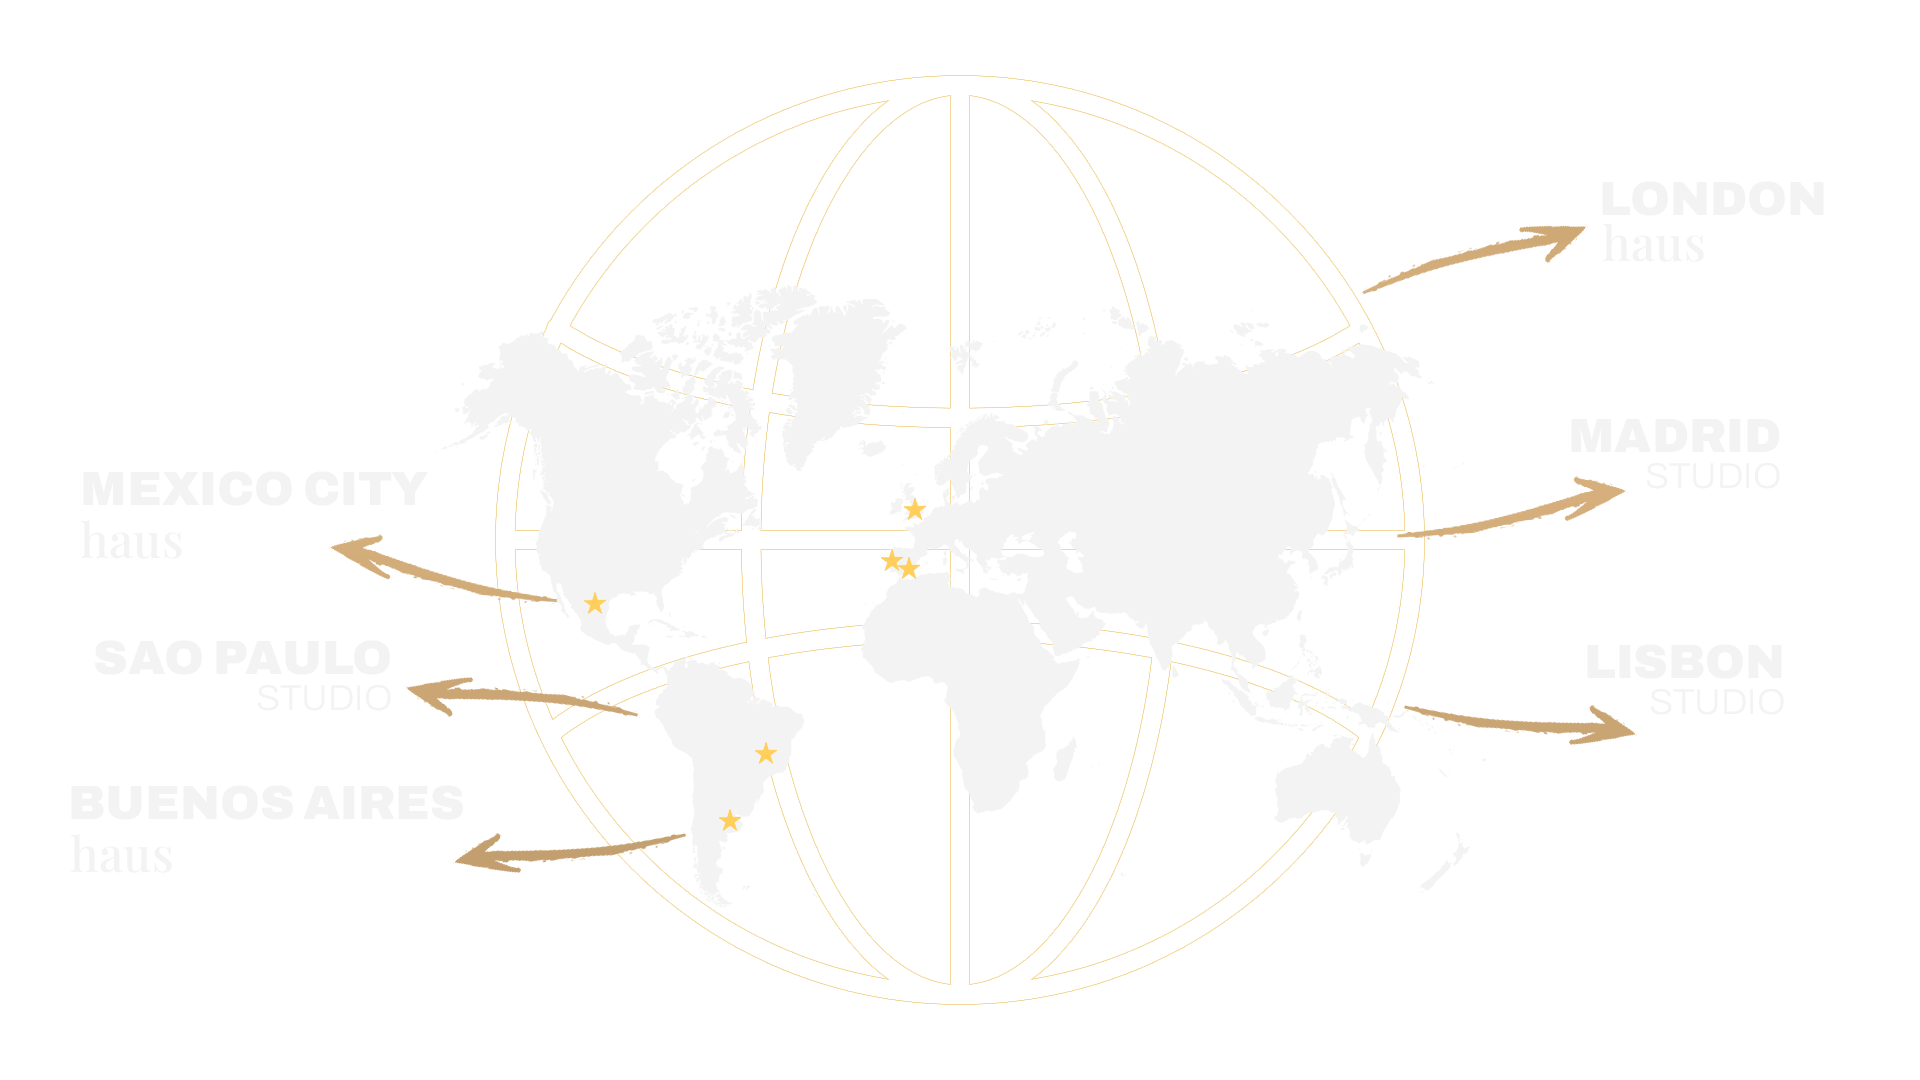 LONDON
haus
MADRID
STUDIO
MEXICO CITY
haus
SAO PAULO
STUDIO
LISBON
STUDIO
BUENOS AIRES
haus